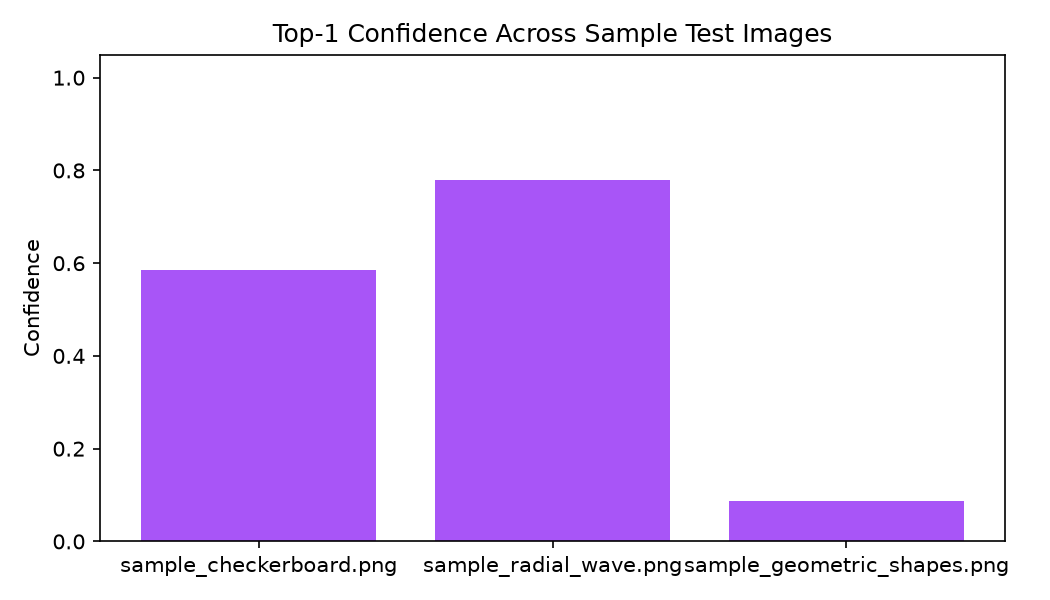 Top-1 Confidence Across Sample Test Images
Confidence
1.0
0.8
0.6
0.4
0.2
0.0
sample_checkerboard.png sample_radial_wave.png sample_geometric_shapes.png